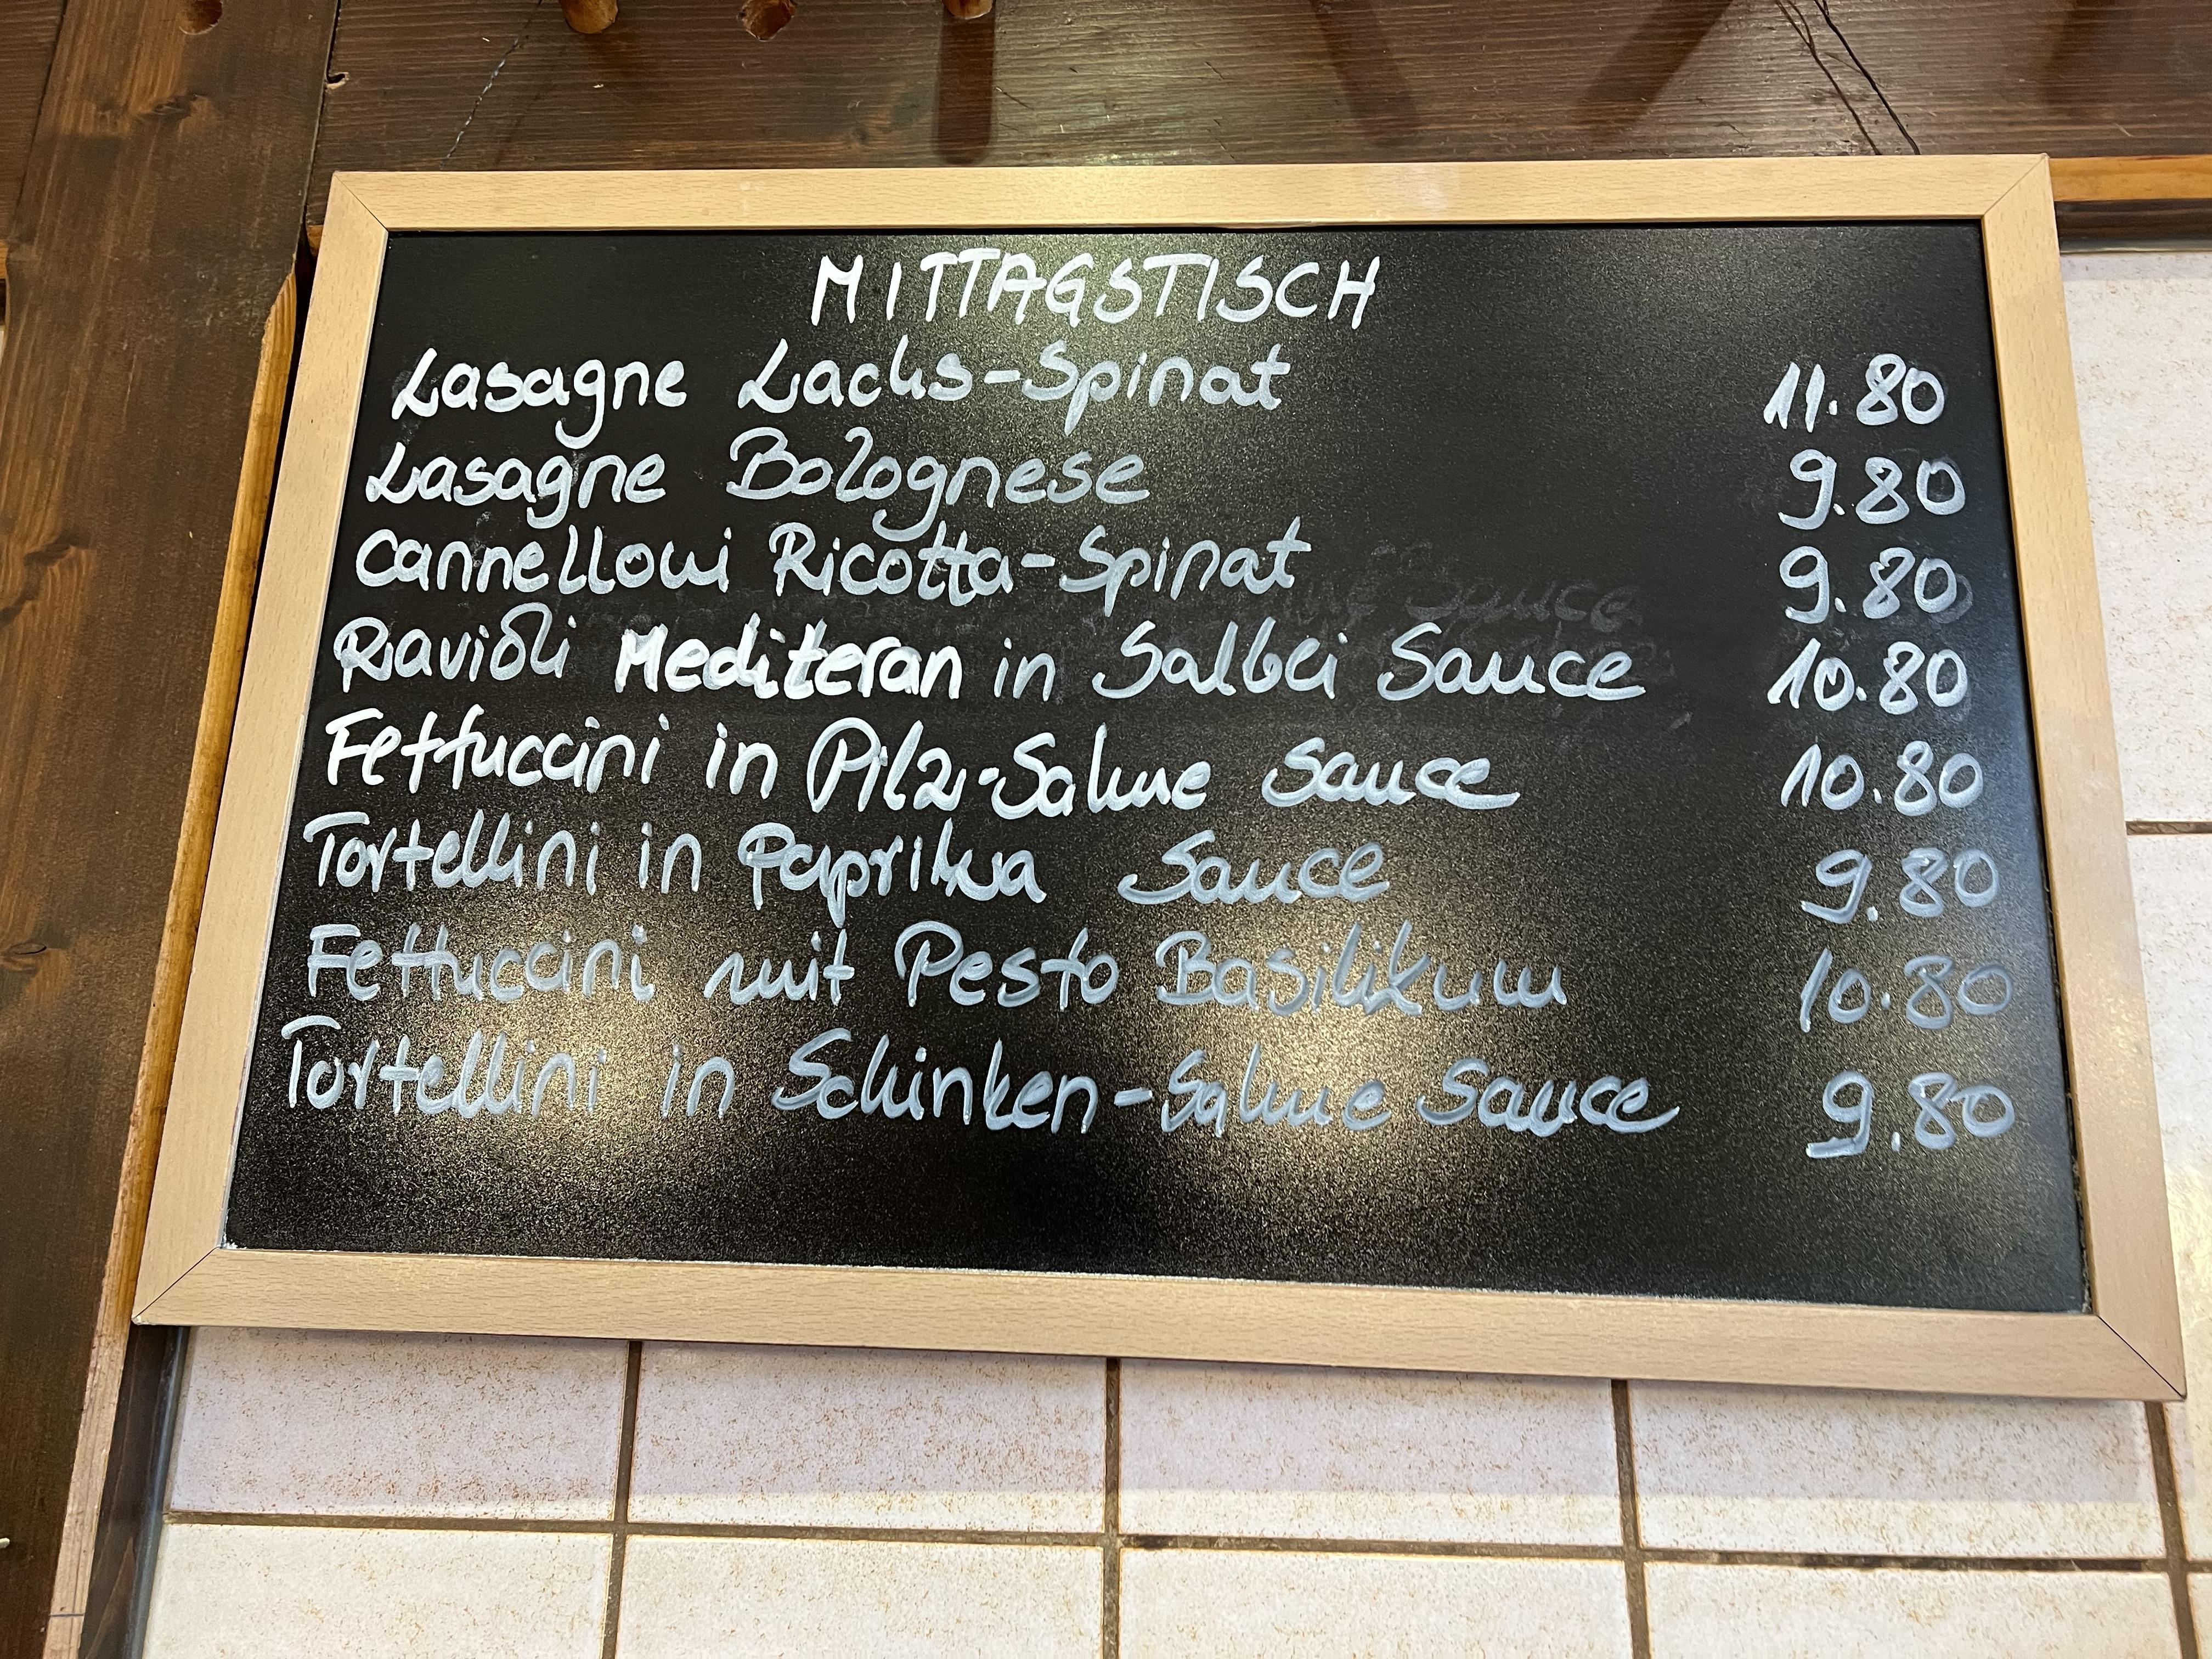 MITTAGSTISCH
Lasagne Lachs-Spinat 11.80
Lasagne Bolognese 9.80
Cannelloni Ricotta-Spinat 9.80
Ravioli Mediteran in Salbei Sauce 10.80
Fettuccini in Pilz-Sahne Sauce 10.80
Tortellini in Paprika Sauce 9.80
Fettuccini mit Pesto Basilikum 10.80
Tortellini in Schinken-Sahne Sauce 9.80